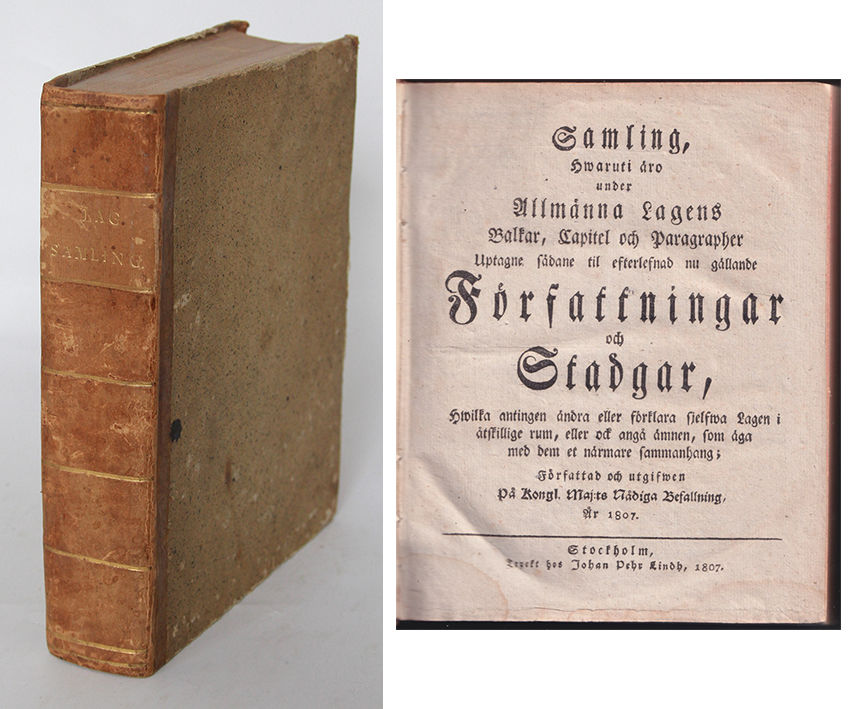 LAG.
SAMLING.
Samling,
Hwaruti äro
under
Allmänna Lagens
Balkar, Capitel och Paragrapher
Uptagne sådane til efterlefnad nu gällande
Författningar
och
Stadgar,
Hwilka antingen ändra eller förklara sjelfwa Lagen i
åtskillige rum, eller ock angå ämnen, som äga
med dem et närmare sammanhang;
Författad och utgifwen
På Kongl. Maj:ts Nådiga Befallning,
År 1807.
Stockholm,
Tryckt hos Johan Pehr Lindh, 1807.